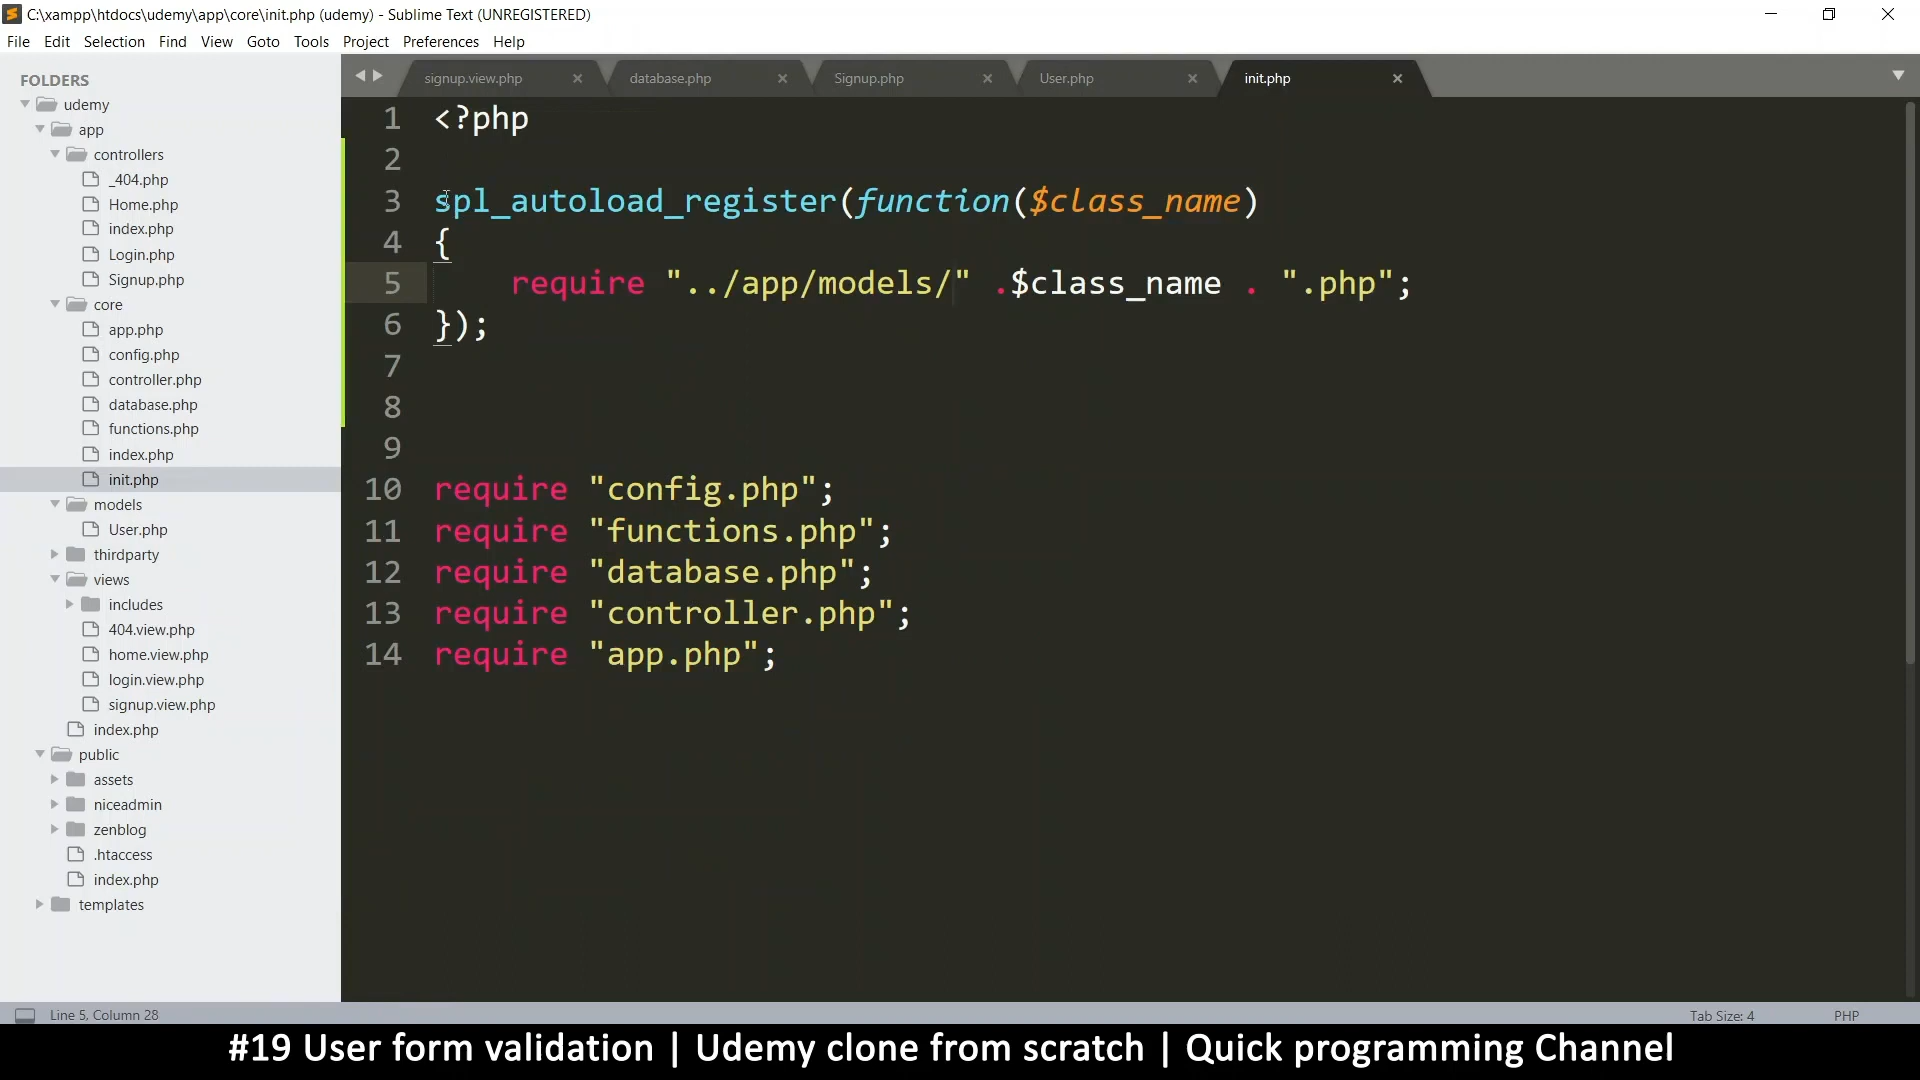 C:\xampp\htdocs\udemy\app\core\init.php (udemy) - Sublime Text (UNREGISTERED)
File Edit Selection Find View Goto Tools Project Preferences Help
FOLDERS
udemy
app
controllers
_404.php
Home.php
index.php
Login.php
Signup.php
core
app.php
config.php
controller.php
database.php
functions.php
index.php
init.php
models
User.php
thirdparty
views
includes
404.view.php
home.view.php
login.view.php
signup.view.php
index.php
public
assets
niceadmin
zenblog
.htaccess
index.php
templates
signup.view.php database.php Signup.php User.php init.php
1 <?php
2
3 spl_autoload_register(function($class_name)
4 {
5 require "../app/models/" .$class_name . ".php";
6 });
7
8
9
10 require "config.php";
11 require "functions.php";
12 require "database.php";
13 require "controller.php";
14 require "app.php";
Line 5, Column 28 Tab Size: 4 PHP
#19 User form validation | Udemy clone from scratch | Quick programming Channel